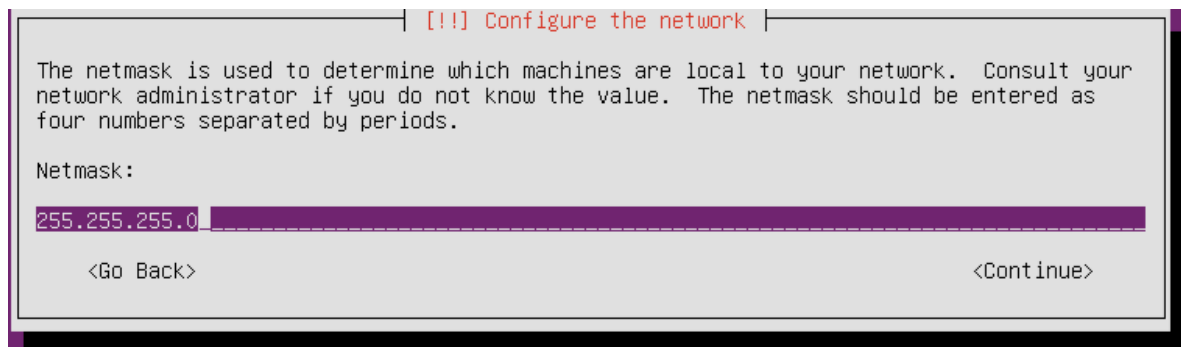 [!!] Configure the network
The netmask is used to determine which machines are local to your network.  Consult your
network administrator if you do not know the value.  The netmask should be entered as
four numbers separated by periods.
Netmask:
255.255.255.0
<Go Back> <Continue>